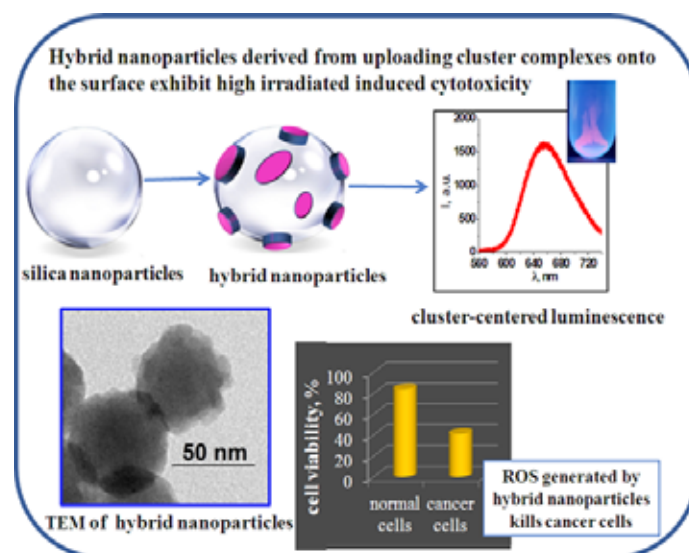 Hybrid nanoparticles derived from uploading cluster complexes onto
the surface exhibit high irradiated induced cytotoxicity
silica nanoparticles
hybrid nanoparticles
I, a.u.
2000
1500
1000
500
0
560 600 640 680 720
λ, nm
cluster-centered luminescence
50 nm
TEM of hybrid nanoparticles
cell viability, %
100
80
60
40
20
0
normal
cells
cancer
cells
ROS generated by
hybrid nanoparticles
kills cancer cells